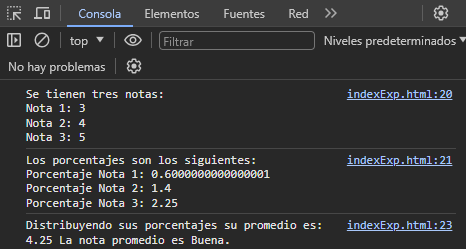 Consola Elementos Fuentes Red
top Filtrar Niveles predeterminados
No hay problemas
Se tienen tres notas: indexExp.html:20
Nota 1: 3
Nota 2: 4
Nota 3: 5
Los porcentajes son los siguientes: indexExp.html:21
Porcentaje Nota 1: 0.6000000000000001
Porcentaje Nota 2: 1.4
Porcentaje Nota 3: 2.25
Distribuyendo sus porcentajes su promedio es: indexExp.html:23
4.25 La nota promedio es Buena.